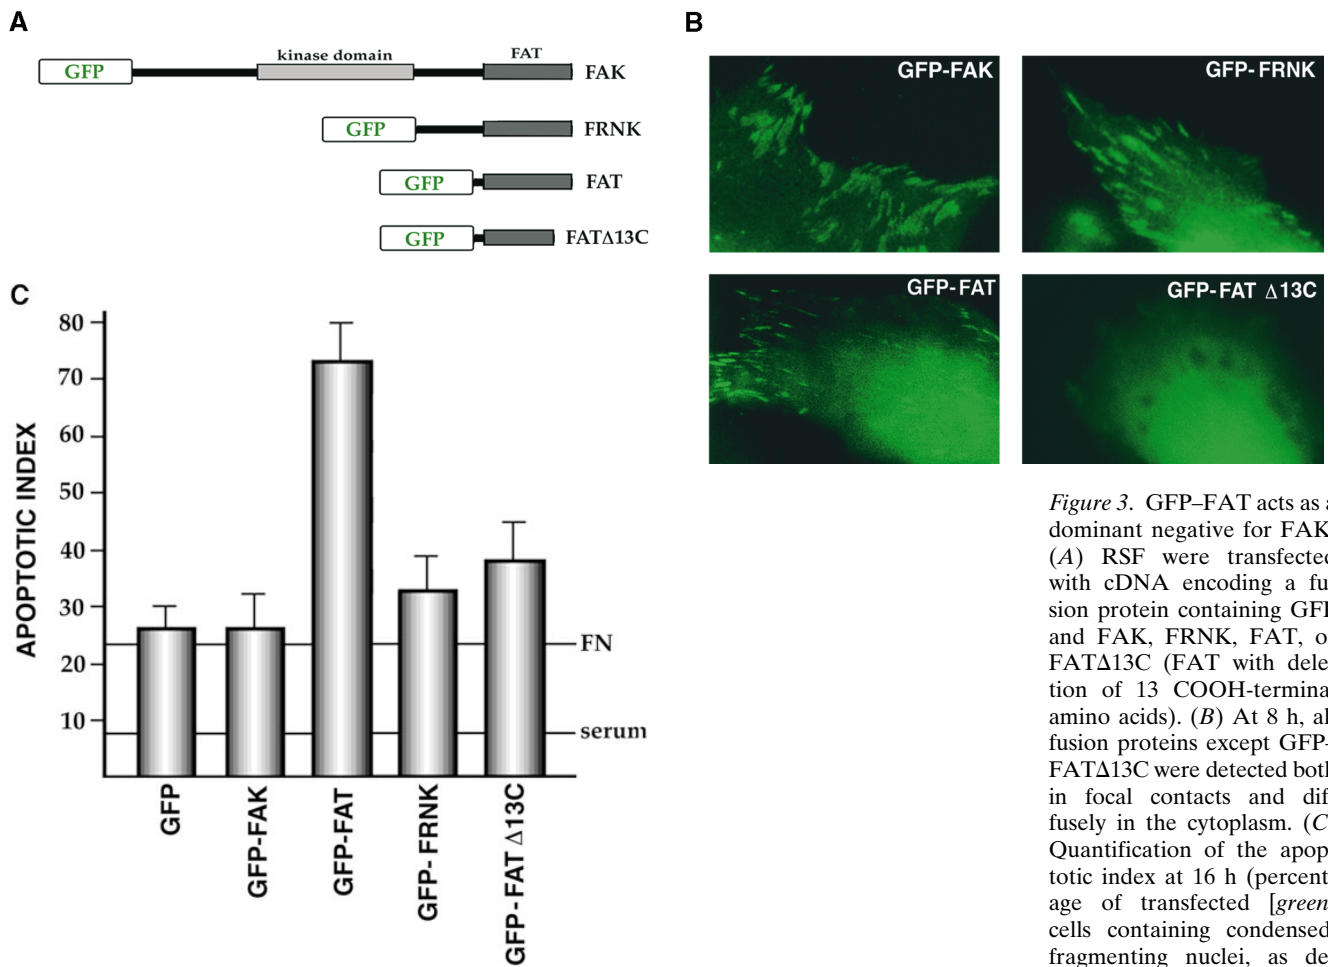 A
kinase domain
FAT
GFP
FAK
GFP
FRNK
GFP
FAT
GFP
FATΔ13C
B
GFP-FAK
GFP-FRNK
GFP-FAT
GFP-FAT Δ13C
C
APOPTOTIC INDEX
80
70
60
50
40
30
20
10
FN
serum
GFP
GFP-FAK
GFP-FAT
GFP-FRNK
GFP-FAT Δ13C
Figure 3. GFP–FAT acts as a
dominant negative for FAK
(A) RSF were transfected
with cDNA encoding a fu
sion protein containing GFP
and FAK, FRNK, FAT, o
FATΔ13C (FAT with dele
tion of 13 COOH-termina
amino acids). (B) At 8 h, al
fusion proteins except GFP–
FATΔ13C were detected both
in focal contacts and dif
fusely in the cytoplasm. (C
Quantification of the apop
totic index at 16 h (percent
age of transfected [green
cells containing condensed
fragmenting nuclei, as de